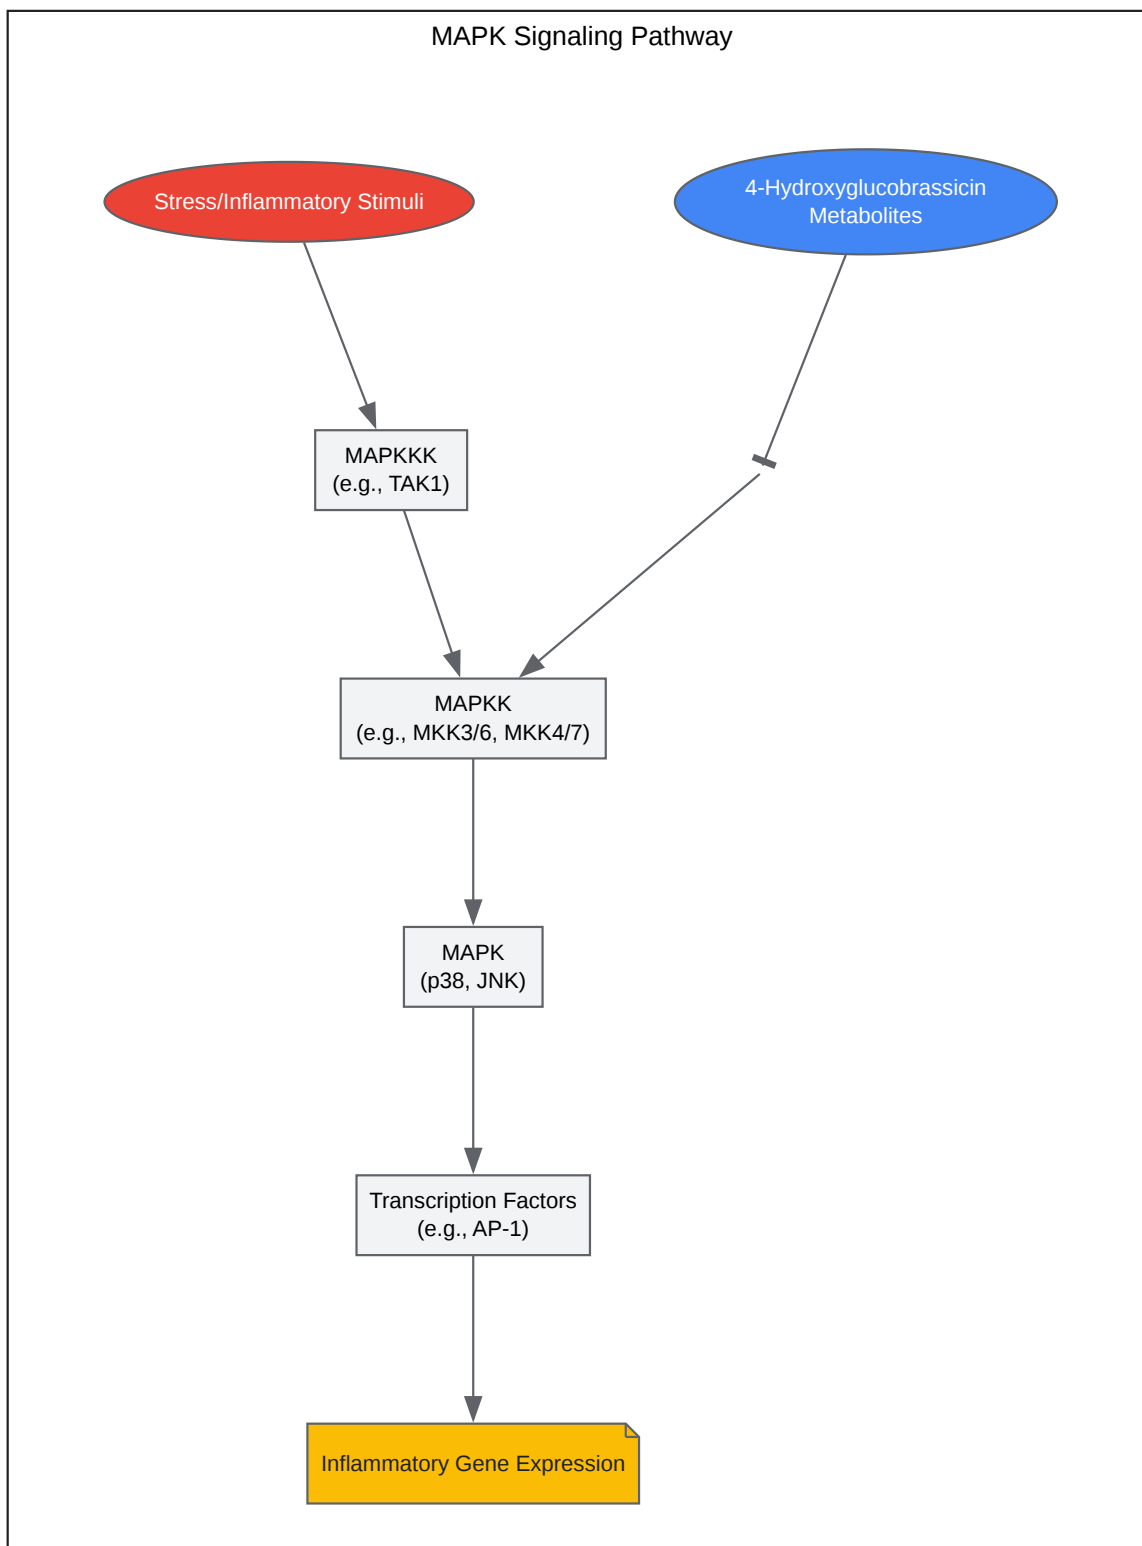 MAPK Signaling Pathway
Stress/Inflammatory Stimuli
4-Hydroxyglucobrassicin
Metabolites
MAPKKK
(e.g., TAK1)
MAPKK
(e.g., MKK3/6, MKK4/7)
MAPK
(p38, JNK)
Transcription Factors
(e.g., AP-1)
Inflammatory Gene Expression